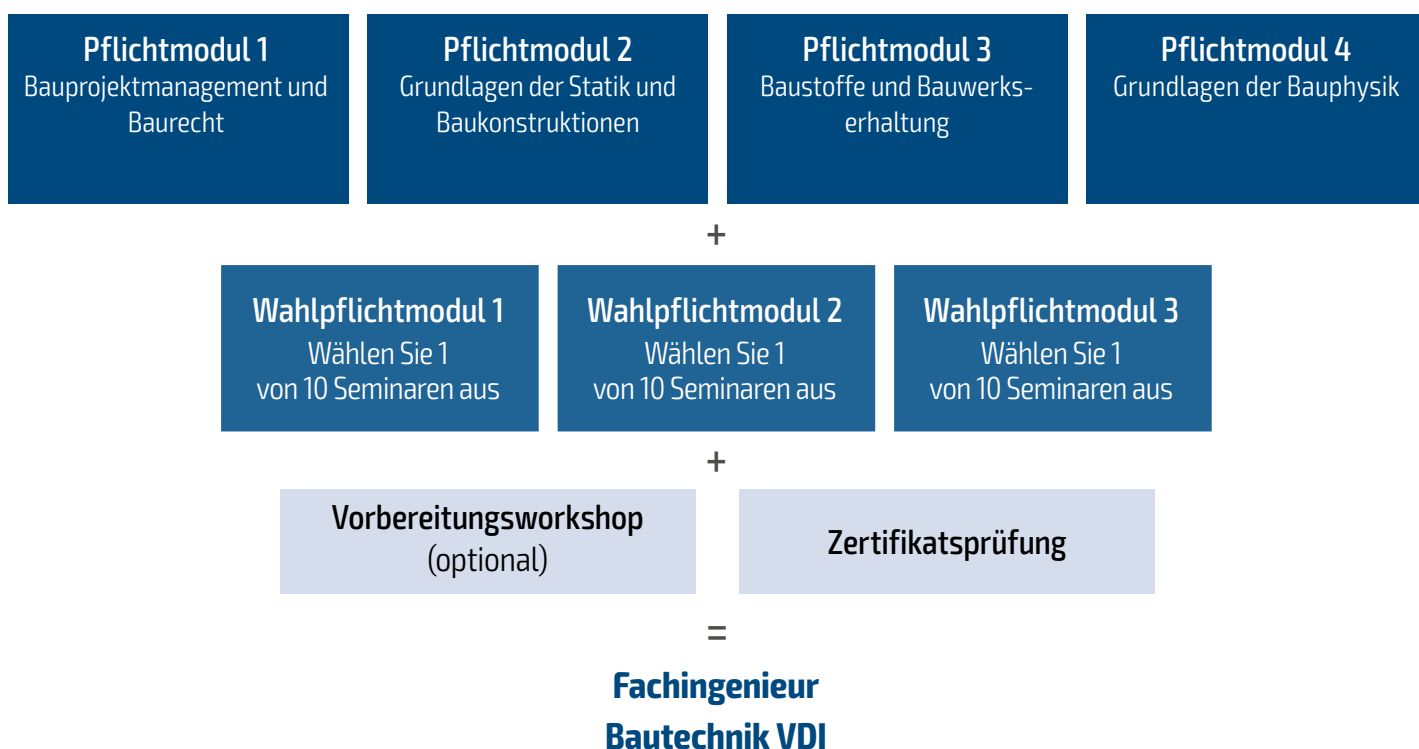 Pflichtmodul 1
Bauprojektmanagement und
Baurecht
Pflichtmodul 2
Grundlagen der Statik und
Baukonstruktionen
Pflichtmodul 3
Baustoffe und Bauwerks-
erhaltung
Pflichtmodul 4
Grundlagen der Bauphysik
+
Wahlpflichtmodul 1
Wählen Sie 1
von 10 Seminaren aus
Wahlpflichtmodul 2
Wählen Sie 1
von 10 Seminaren aus
Wahlpflichtmodul 3
Wählen Sie 1
von 10 Seminaren aus
+
Vorbereitungsworkshop
(optional)
Zertifikatsprüfung
=
Fachingenieur
Bautechnik VDI